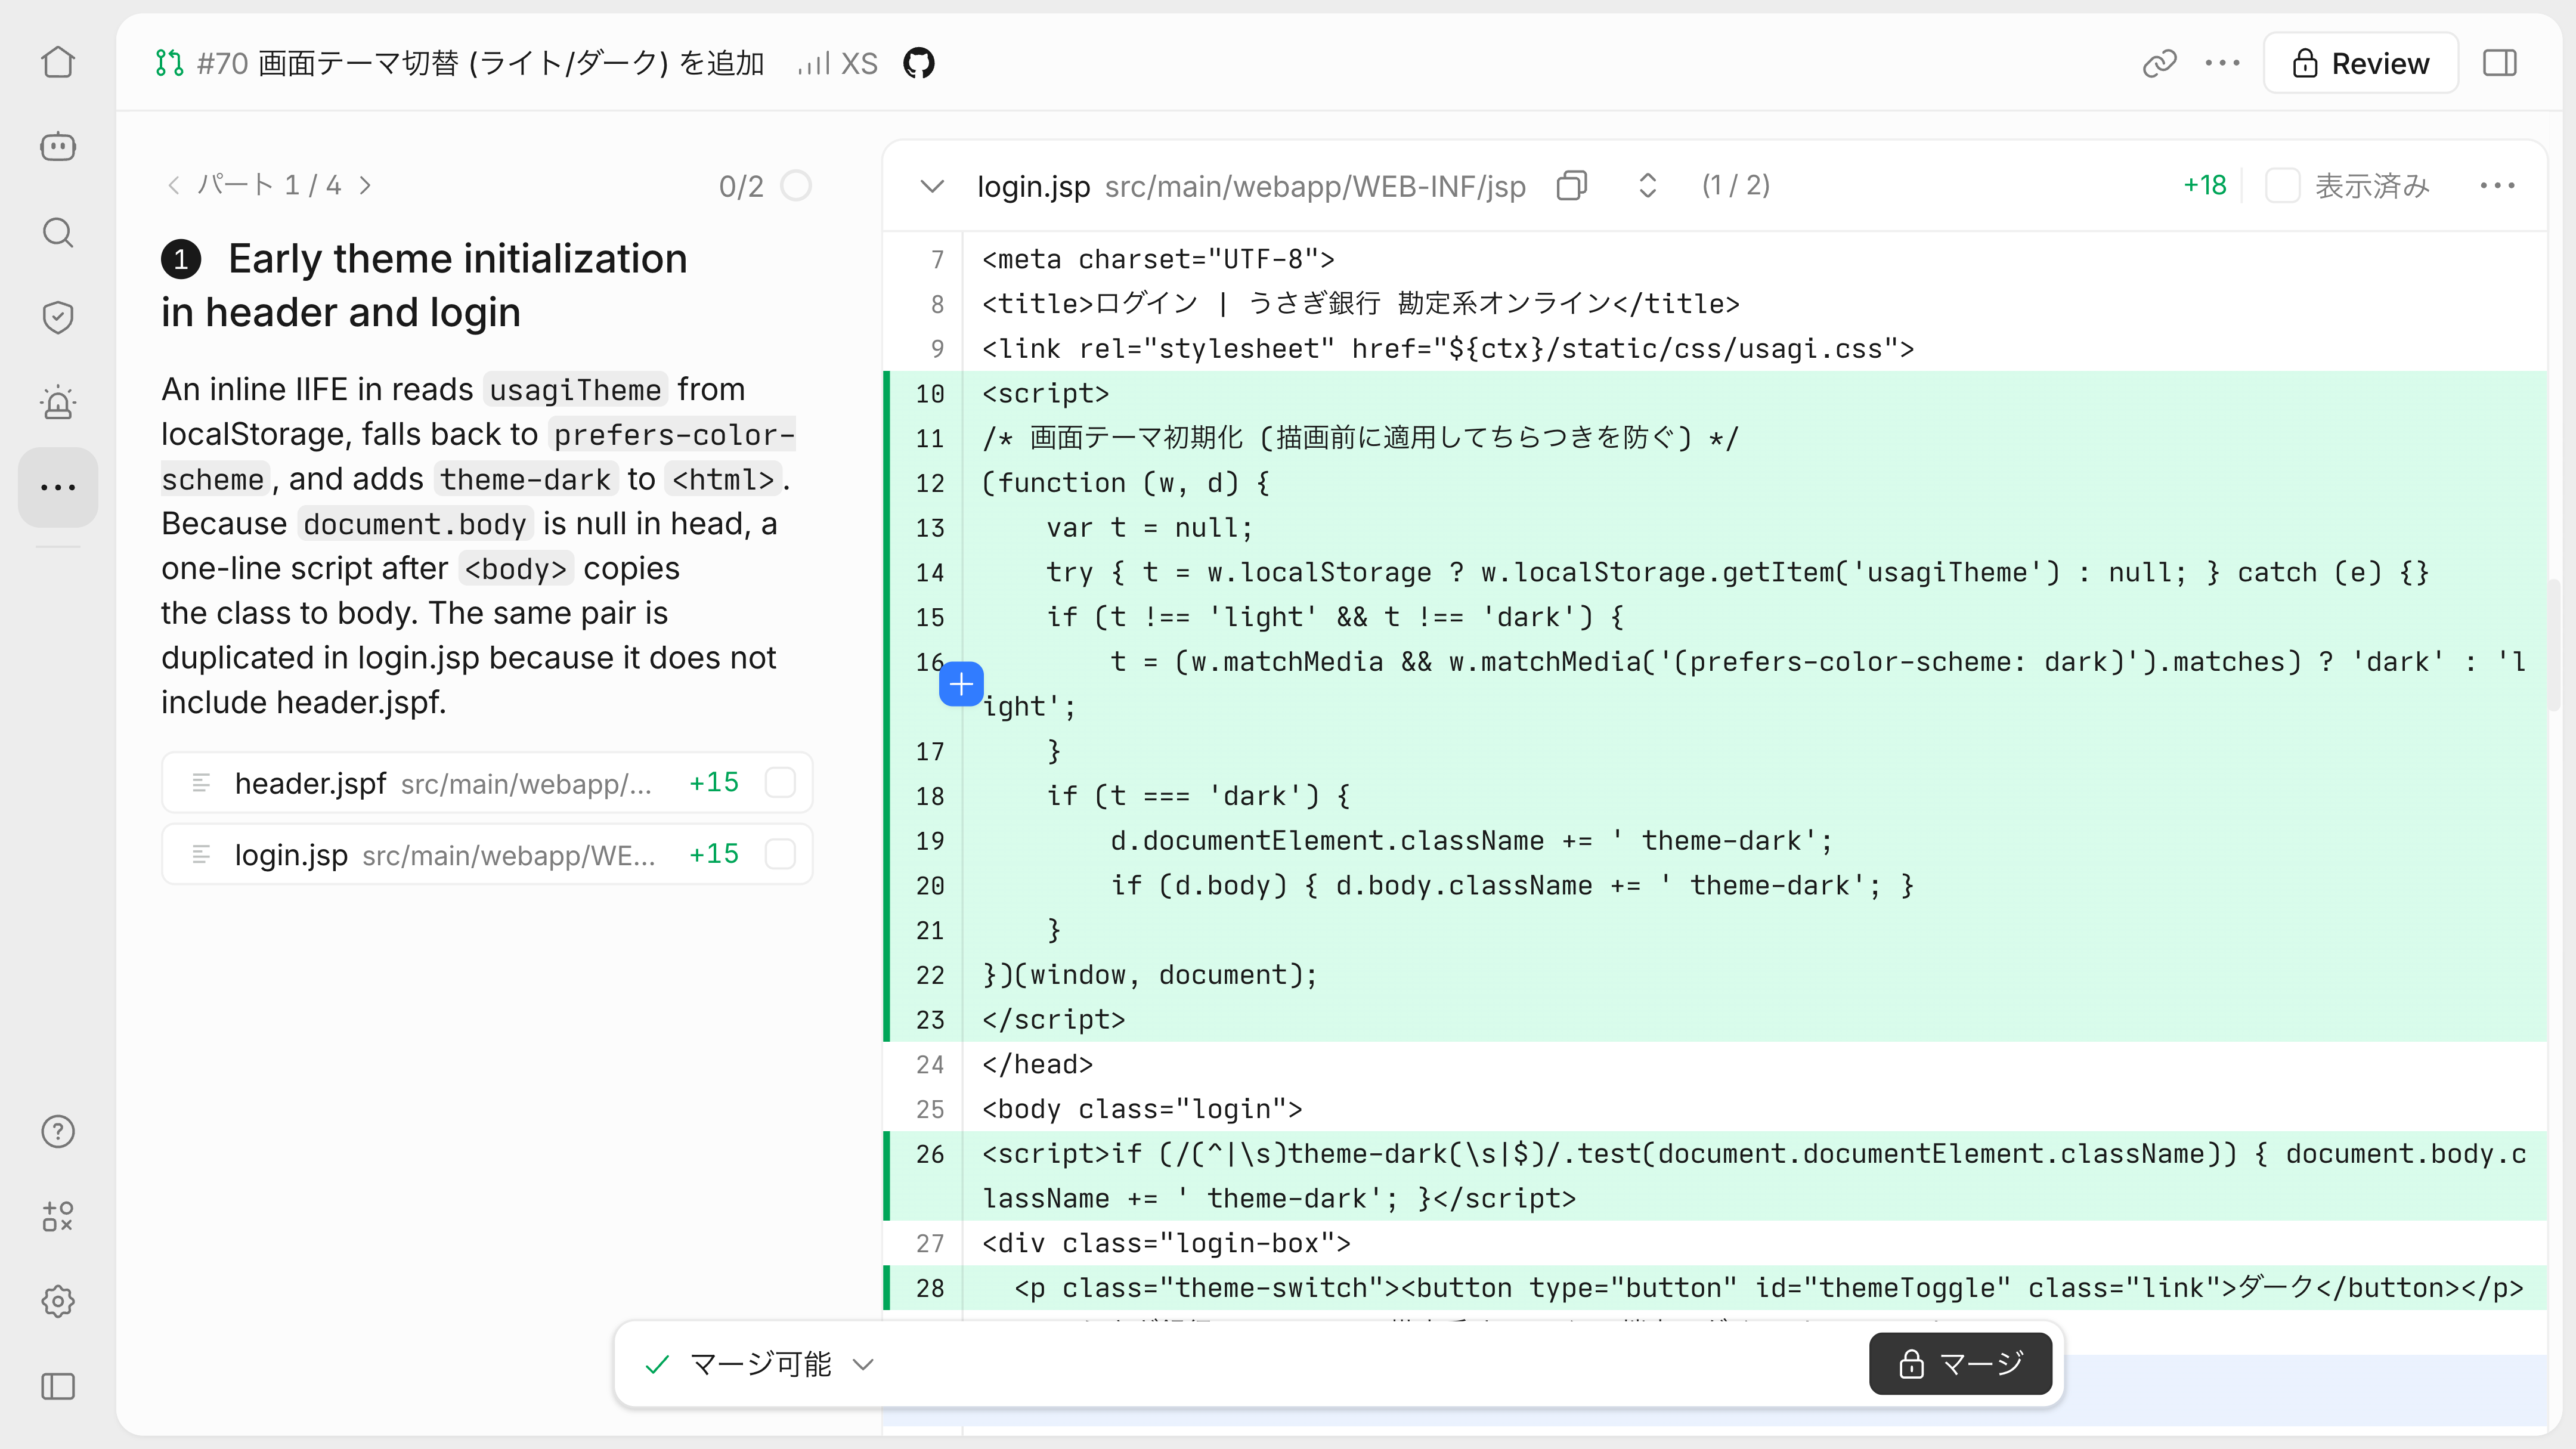 #70 画面テーマ切替 (ライト/ダーク) を追加 XS Review
パート 1 / 4 0/2
1 Early theme initialization
in header and login
An inline IIFE in reads usagiTheme from
localStorage, falls back to prefers-color-
scheme, and adds theme-dark to <html>.
Because document.body is null in head, a
one-line script after <body> copies
the class to body. The same pair is
duplicated in login.jsp because it does not
include header.jspf.
header.jspf src/main/webapp/... +15
login.jsp src/main/webapp/WE... +15
login.jsp src/main/webapp/WEB-INF/jsp (1 / 2) +18 表示済み
7 <meta charset="UTF-8">
8 <title>ログイン | うさぎ銀行 勘定系オンライン</title>
9 <link rel="stylesheet" href="${ctx}/static/css/usagi.css">
10 <script>
11 /* 画面テーマ初期化 (描画前に適用してちらつきを防ぐ) */
12 (function (w, d) {
13     var t = null;
14     try { t = w.localStorage ? w.localStorage.getItem('usagiTheme') : null; } catch (e) {}
15     if (t !== 'light' && t !== 'dark') {
16         t = (w.matchMedia && w.matchMedia('(prefers-color-scheme: dark)').matches) ? 'dark' : 'l
ight';
17     }
18     if (t === 'dark') {
19         d.documentElement.className += ' theme-dark';
20         if (d.body) { d.body.className += ' theme-dark'; }
21     }
22 })(window, document);
23 </script>
24 </head>
25 <body class="login">
26 <script>if (/(^|\s)theme-dark(\s|$)/.test(document.documentElement.className)) { document.body.c
lassName += ' theme-dark'; }</script>
27 <div class="login-box">
28   <p class="theme-switch"><button type="button" id="themeToggle" class="link">ダーク</button></p>
マージ可能 マージ